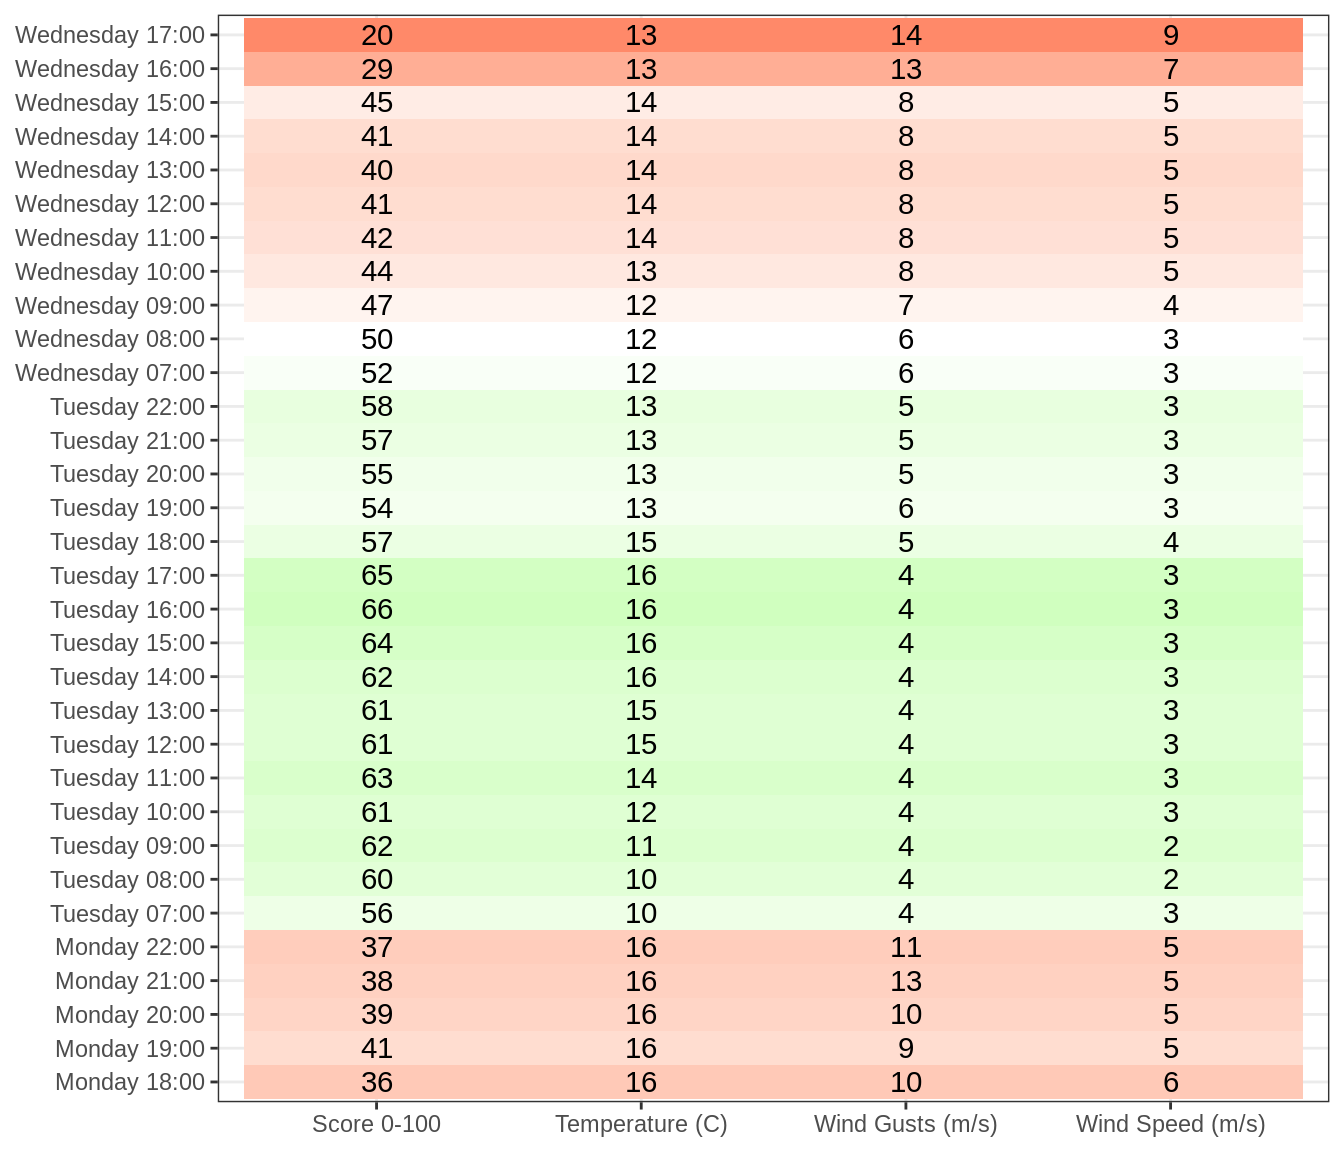 Wednesday 17:00 20 13 14 9
Wednesday 16:00 29 13 13 7
Wednesday 15:00 45 14 8 5
Wednesday 14:00 41 14 8 5
Wednesday 13:00 40 14 8 5
Wednesday 12:00 41 14 8 5
Wednesday 11:00 42 14 8 5
Wednesday 10:00 44 13 8 5
Wednesday 09:00 47 12 7 4
Wednesday 08:00 50 12 6 3
Wednesday 07:00 52 12 6 3
Tuesday 22:00 58 13 5 3
Tuesday 21:00 57 13 5 3
Tuesday 20:00 55 13 5 3
Tuesday 19:00 54 13 6 3
Tuesday 18:00 57 15 5 4
Tuesday 17:00 65 16 4 3
Tuesday 16:00 66 16 4 3
Tuesday 15:00 64 16 4 3
Tuesday 14:00 62 16 4 3
Tuesday 13:00 61 15 4 3
Tuesday 12:00 61 15 4 3
Tuesday 11:00 63 14 4 3
Tuesday 10:00 61 12 4 3
Tuesday 09:00 62 11 4 2
Tuesday 08:00 60 10 4 2
Tuesday 07:00 56 10 4 3
Monday 22:00 37 16 11 5
Monday 21:00 38 16 13 5
Monday 20:00 39 16 10 5
Monday 19:00 41 16 9 5
Monday 18:00 36 16 10 6
Score 0-100 Temperature (C) Wind Gusts (m/s) Wind Speed (m/s)